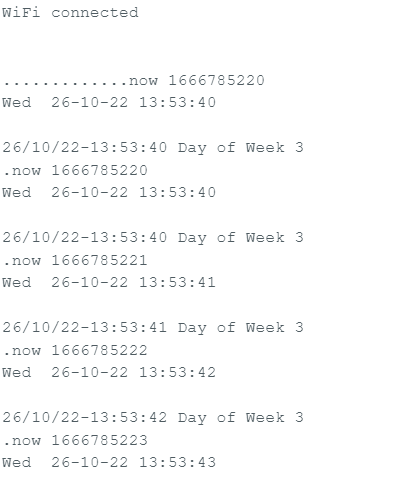 WiFi connected
.............now 1666785220
Wed  26-10-22 13:53:40
26/10/22-13:53:40 Day of Week 3
.now 1666785220
Wed  26-10-22 13:53:40
26/10/22-13:53:40 Day of Week 3
.now 1666785221
Wed  26-10-22 13:53:41
26/10/22-13:53:41 Day of Week 3
.now 1666785222
Wed  26-10-22 13:53:42
26/10/22-13:53:42 Day of Week 3
.now 1666785223
Wed  26-10-22 13:53:43